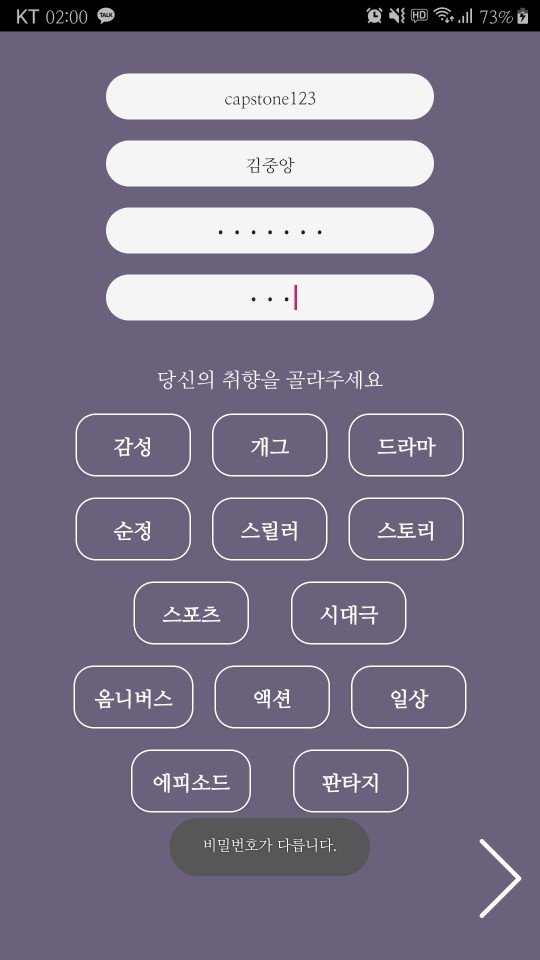 KT 02:00 TALK HD 73%
capstone123
김중앙
•••••••
•••
당신의 취향을 골라주세요
감성 개그 드라마
순정 스릴러 스토리
스포츠 시대극
옴니버스 액션 일상
에피소드 판타지
비밀번호가 다릅니다.